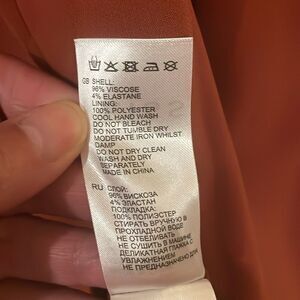 GB SHELL:
96% VISCOSE
4% ELASTANE
LINING:
100% POLYESTER
COOL HAND WASH
DO NOT BLEACH
DO NOT TUMBLE DRY
MODERATE IRON WHILST
DAMP
DO NOT DRY CLEAN
WASH AND DRY
SEPARATELY
MADE IN CHINA
RU СЛОЙ:
96% ВИСКОЗА
4% ЭЛАСТАН
ПОДКЛАДКА:
100% ПОЛИЭСТЕР
СТИРАТЬ ВРУЧНУЮ В
ПРОХЛАДНОЙ ВОДЕ
НЕ ОТБЕЛИВАТЬ
НЕ СУШИТЬ В МАШИНЕ
ДЕЛИКАТНАЯ ГЛАЖКА С
УВЛАЖНЕНИЕМ
НЕ ПРЕДНАЗНАЧЕНО ДЛЯ